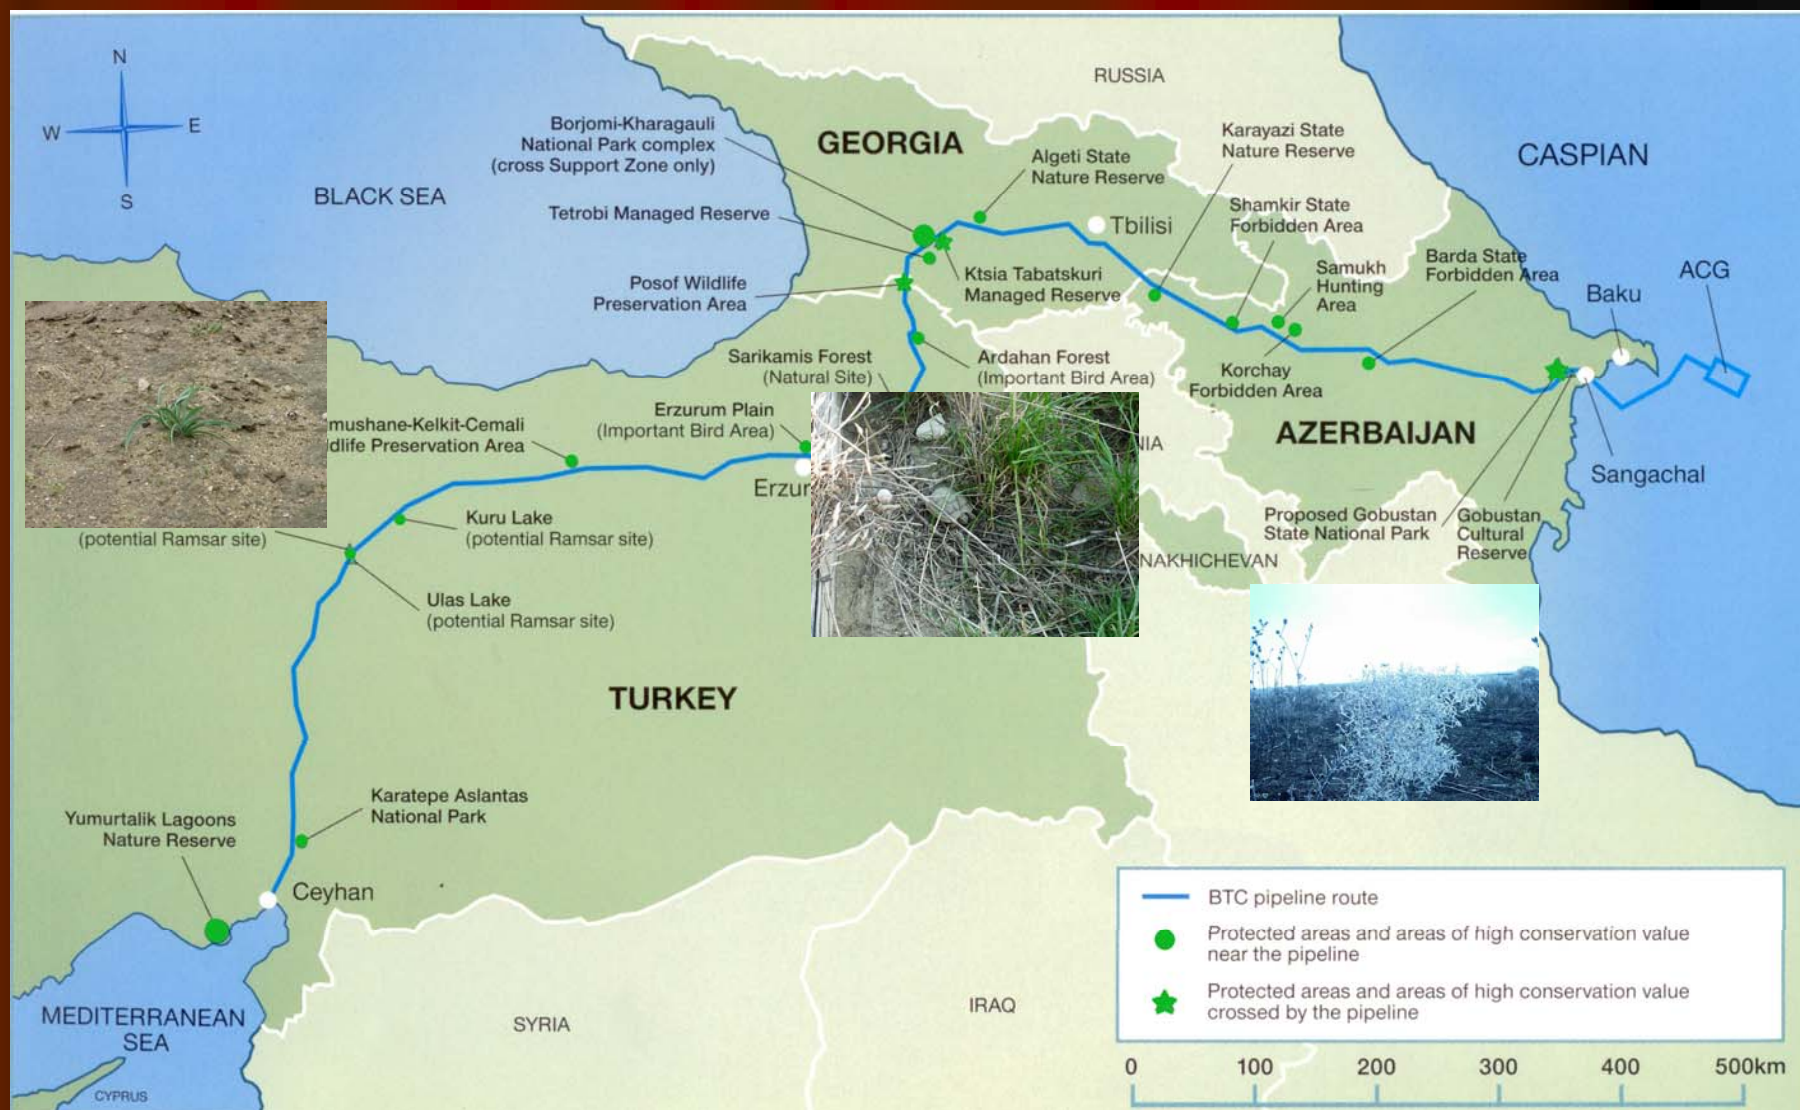 N
W
E
S
BLACK SEA
RUSSIA
GEORGIA
CASPIAN
Borjomi-Kharagauli
National Park complex
(cross Support Zone only)
Tetrobi Managed Reserve
Posof Wildlife
Preservation Area
Algeti State
Nature Reserve
Karayazi State
Nature Reserve
Tbilisi
Shamkir State
Forbidden Area
Ktsia Tabatskuri
Managed Reserve
Samukh
Hunting
Area
Barda State
Forbidden Area
ACG
Baku
Sarikamis Forest
(Natural Site)
Ardahan Forest
(Important Bird Area)
Korchay
Forbidden Area
Erzurum Plain
(Important Bird Area)
mushane-Kelkit-Cemali
dlife Preservation Area
AZERBAIJAN
NIA
Erzur
Sangachal
Kuru Lake
(potential Ramsar site)
(potential Ramsar site)
Proposed Gobustan
State National Park
Gobustan
Cultural
Reserve
NAKHICHEVAN
Ulas Lake
(potential Ramsar site)
TURKEY
Karatepe Aslantas
National Park
Yumurtalik Lagoons
Nature Reserve
Ceyhan
MEDITERRANEAN
SEA
CYPRUS
SYRIA
IRAQ
BTC pipeline route
Protected areas and areas of high conservation value
near the pipeline
Protected areas and areas of high conservation value
crossed by the pipeline
0 100 200 300 400 500km